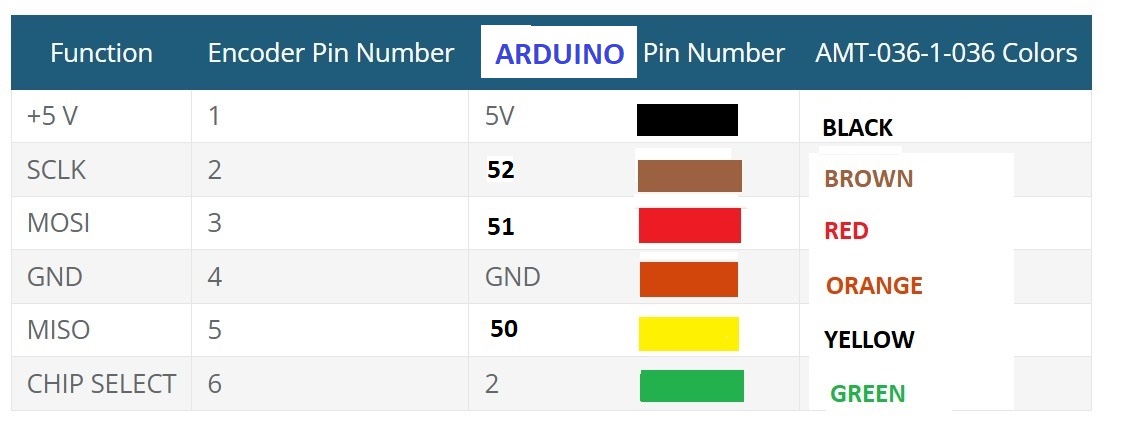 Function Encoder Pin Number ARDUINO Pin Number AMT-036-1-036 Colors
+5 V 1 5V BLACK
SCLK 2 52 BROWN
MOSI 3 51 RED
GND 4 GND ORANGE
MISO 5 50 YELLOW
CHIP SELECT 6 2 GREEN